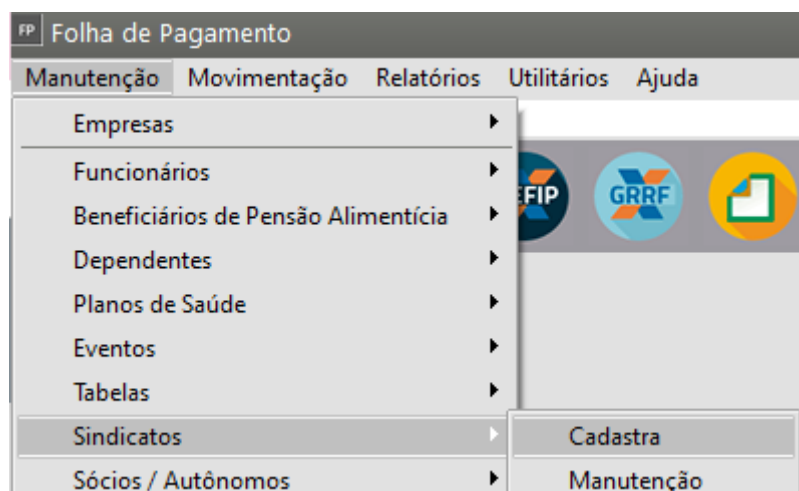 FP Folha de Pagamento
Manutenção Movimentação Relatórios Utilitários Ajuda
Empresas
Funcionários
Beneficiários de Pensão Alimentícia
Dependentes
Planos de Saúde
Eventos
Tabelas
Sindicatos
Cadastra
Sócios / Autônomos
Manutenção
GRRF